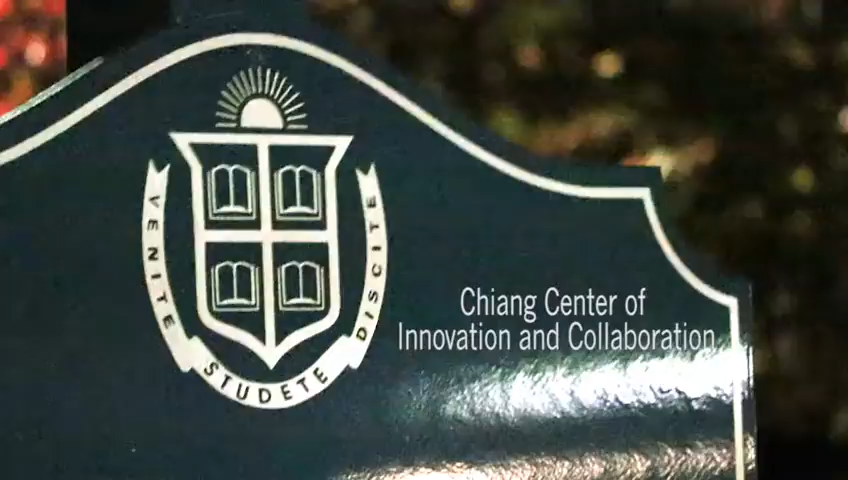 VENITE
STUDETE
DISCITE
Chiang Center of
Innovation and Collaboration